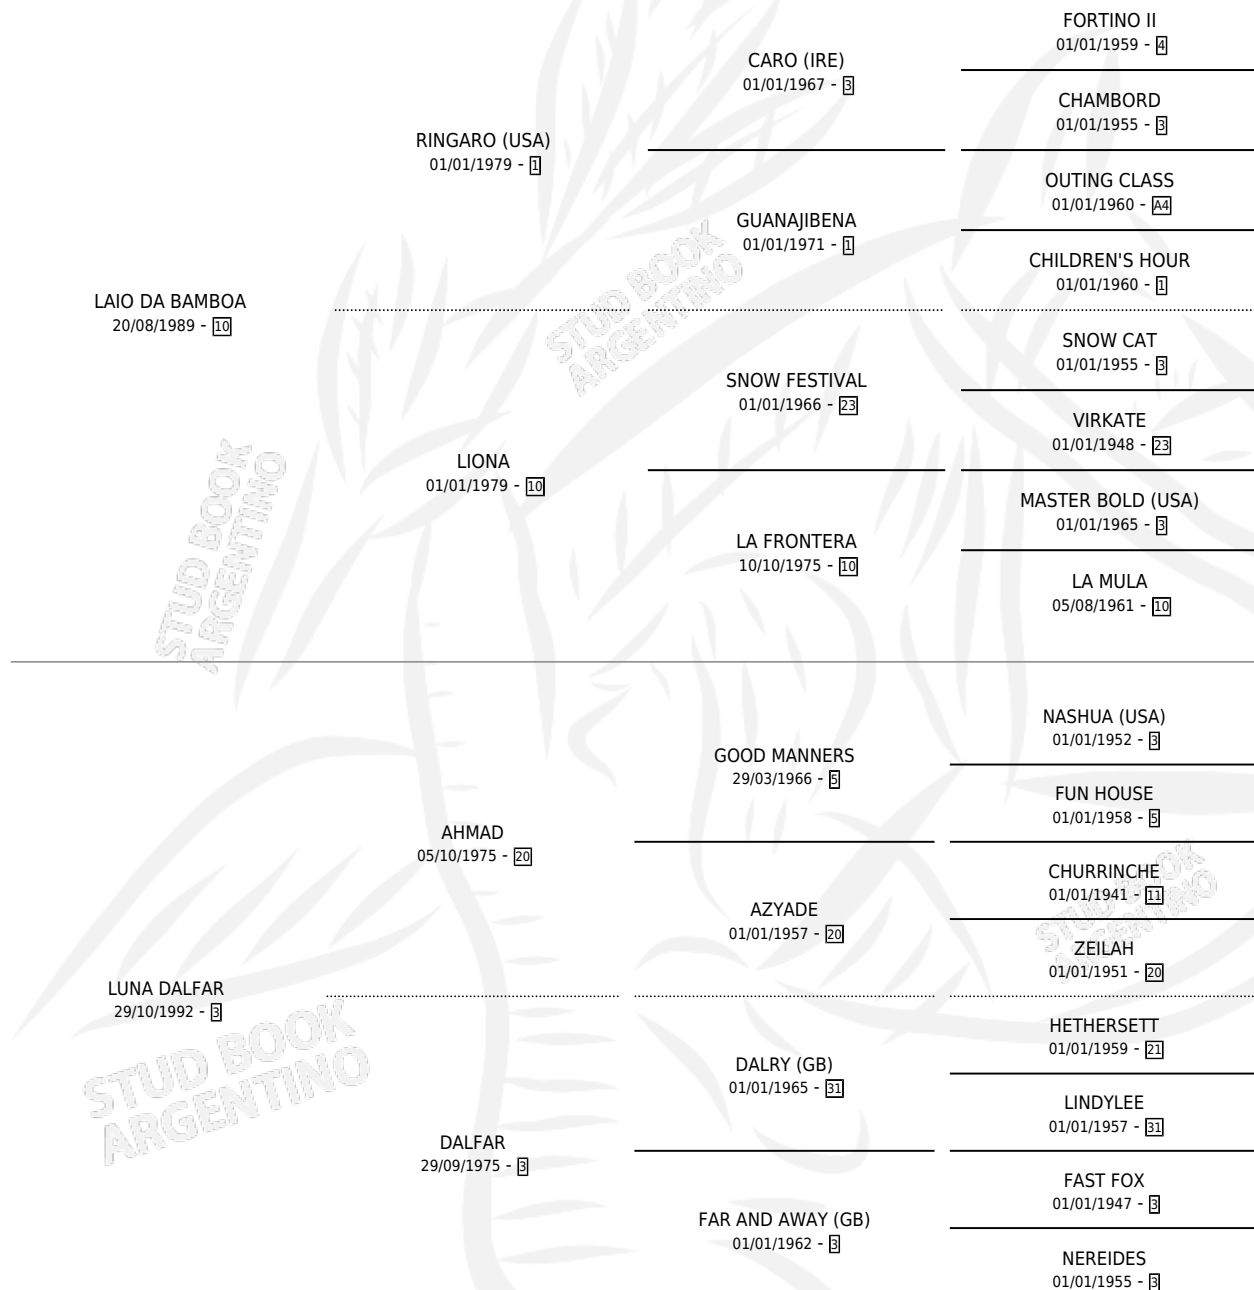 FORTINO II
01/01/1959 - 4
CARO (IRE)
01/01/1967 - 3
CHAMBORD
01/01/1955 - 3
RINGARO (USA)
01/01/1979 - 1
OUTING CLASS
01/01/1960 - A4
GUANAJIBENA
01/01/1971 - 1
CHILDREN'S HOUR
01/01/1960 - 1
LAIO DA BAMBOA
20/08/1989 - 10
SNOW CAT
01/01/1955 - 3
SNOW FESTIVAL
01/01/1966 - 23
VIRKATE
01/01/1948 - 23
LIONA
01/01/1979 - 10
MASTER BOLD (USA)
01/01/1965 - 3
LA FRONTERA
10/10/1975 - 10
LA MULA
05/08/1961 - 10
NASHUA (USA)
01/01/1952 - 3
GOOD MANNERS
29/03/1966 - 5
FUN HOUSE
01/01/1958 - 5
AHMAD
05/10/1975 - 20
CHURRINCHE
01/01/1941 - 11
AZYADE
01/01/1957 - 20
ZEILAH
01/01/1951 - 20
LUNA DALFAR
29/10/1992 - 3
HETHERSETT
01/01/1959 - 21
DALRY (GB)
01/01/1965 - 31
LINDYLEE
01/01/1957 - 31
DALFAR
29/09/1975 - 3
FAST FOX
01/01/1947 - 3
FAR AND AWAY (GB)
01/01/1962 - 3
NEREIDES
01/01/1955 - 3
STUD BOOK
ARGENTINO
STUD BOOK
ARGENTINO
STUD BOOK
ARGENTINO
STUD BOOK
ARGENTINO